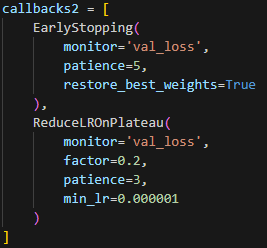 callbacks2 = [
    EarlyStopping(
        monitor='val_loss',
        patience=5,
        restore_best_weights=True
    ),
    ReduceLROnPlateau(
        monitor='val_loss',
        factor=0.2,
        patience=3,
        min_lr=0.000001
    )
]